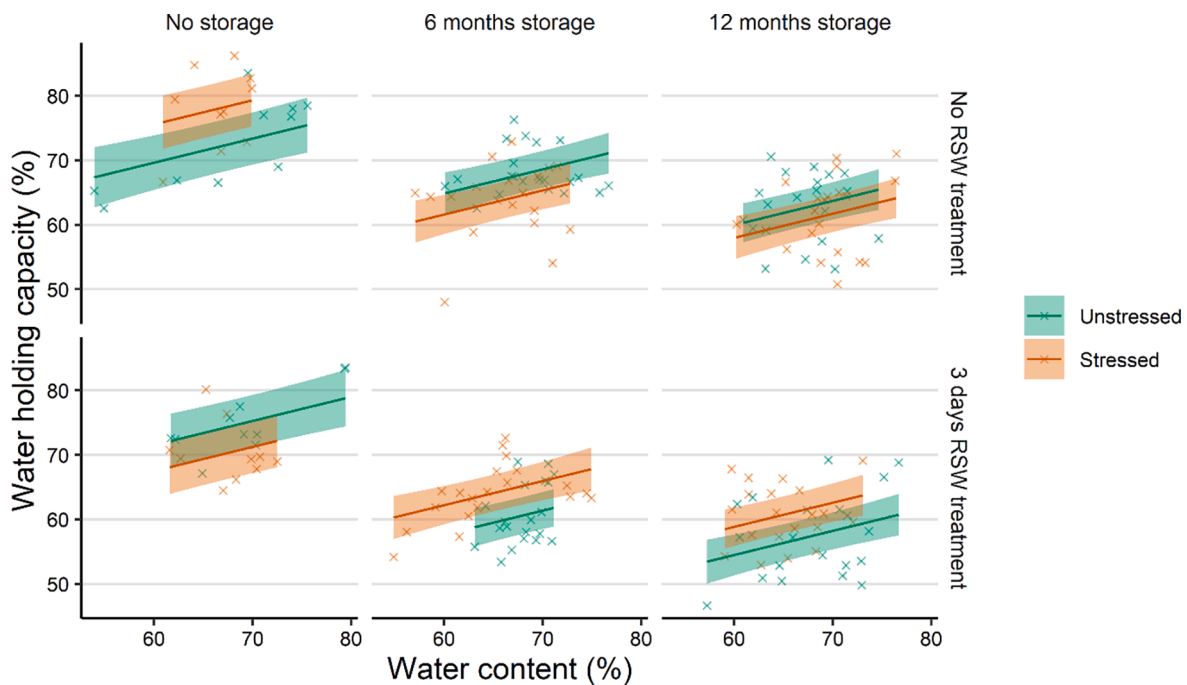 No storage
6 months storage
12 months storage
Water holding capacity (%)
80
70
60
50
No RSW treatment
80
70
60
50
3 days RSW treatment
60 70 80
60 70 80
60 70 80
Water content (%)
Unstressed
Stressed